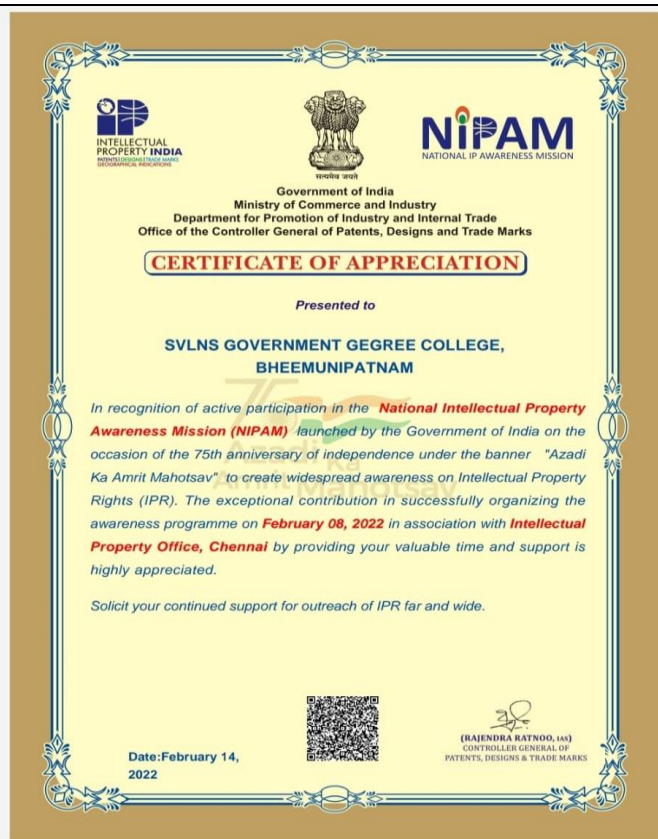 iP
INTELLECTUAL
PROPERTY INDIA
PATENTS | DESIGNS | TRADE MARKS
GEOGRAPHICAL INDICATIONS
सत्यमेव जयते
NiPAM
NATIONAL IP AWARENESS MISSION
Government of India
Ministry of Commerce and Industry
Department for Promotion of Industry and Internal Trade
Office of the Controller General of Patents, Designs and Trade Marks
CERTIFICATE OF APPRECIATION
Presented to
SVLNS GOVERNMENT GEGREE COLLEGE,
BHEEMUNIPATNAM
75
Azadi Ka
Amrit Mahotsav
In recognition of active participation in the National Intellectual Property
Awareness Mission (NIPAM) launched by the Government of India on the
occasion of the 75th anniversary of independence under the banner "Azadi
Ka Amrit Mahotsav" to create widespread awareness on Intellectual Property
Rights (IPR). The exceptional contribution in successfully organizing the
awareness programme on February 08, 2022 in association with Intellectual
Property Office, Chennai by providing your valuable time and support is
highly appreciated.
Solicit your continued support for outreach of IPR far and wide.
Date:February 14,
2022
(RAJENDRA RATNOO, IAS)
CONTROLLER GENERAL OF
PATENTS, DESIGNS & TRADE MARKS